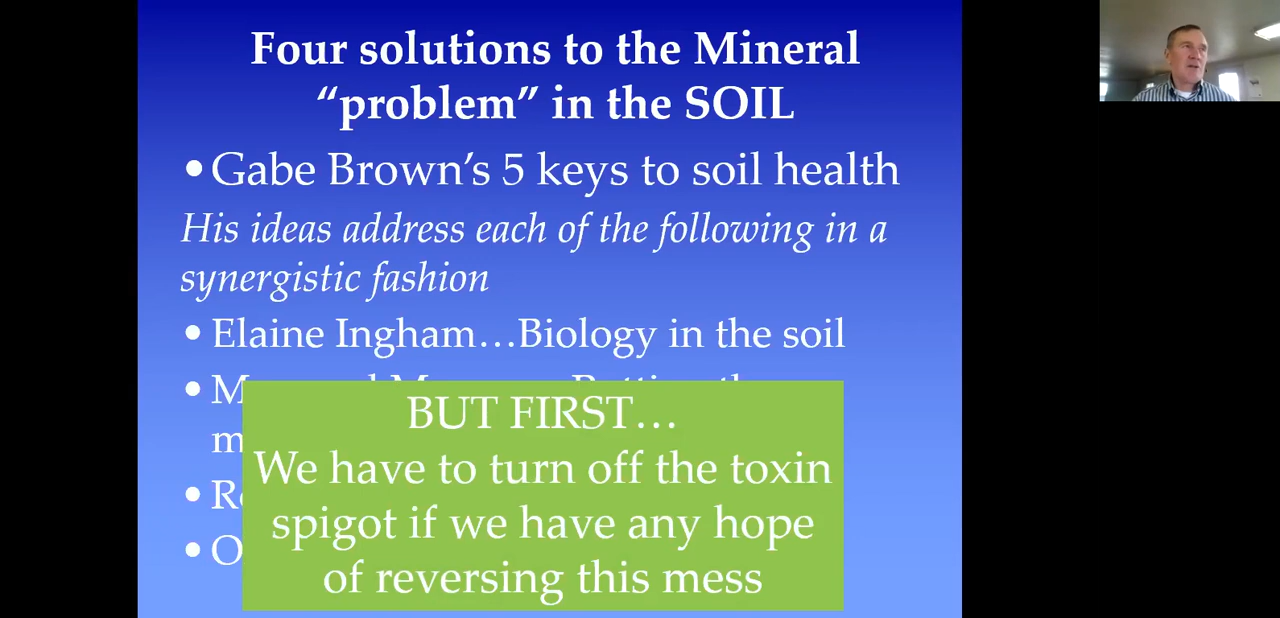 Four solutions to the Mineral
“problem” in the SOIL
•Gabe Brown’s 5 keys to soil health
His ideas address each of the following in a
synergistic fashion
• Elaine Ingham…Biology in the soil
BUT FIRST…
We have to turn off the toxin
spigot if we have any hope
of reversing this mess